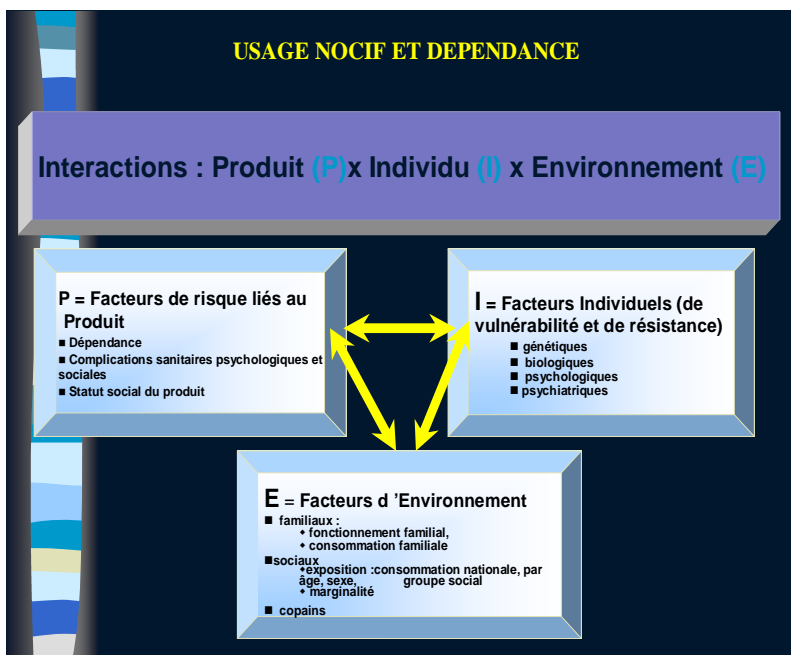 USAGE NOCIF ET DEPENDANCE
Interactions : Produit (P)x Individu (I) x Environnement (E)
P = Facteurs de risque liés au
Produit
■ Dépendance
■ Complications sanitaires psychologiques et
sociales
■ Statut social du produit
I = Facteurs Individuels (de
vulnérabilité et de résistance)
■ génétiques
■ biologiques
■ psychologiques
■ psychiatriques
E = Facteurs d ’Environnement
■ familiaux :
◆ fonctionnement familial,
◆ consommation familiale
■sociaux
◆exposition :consommation nationale, par
âge, sexe, groupe social
◆ marginalité
■ copains